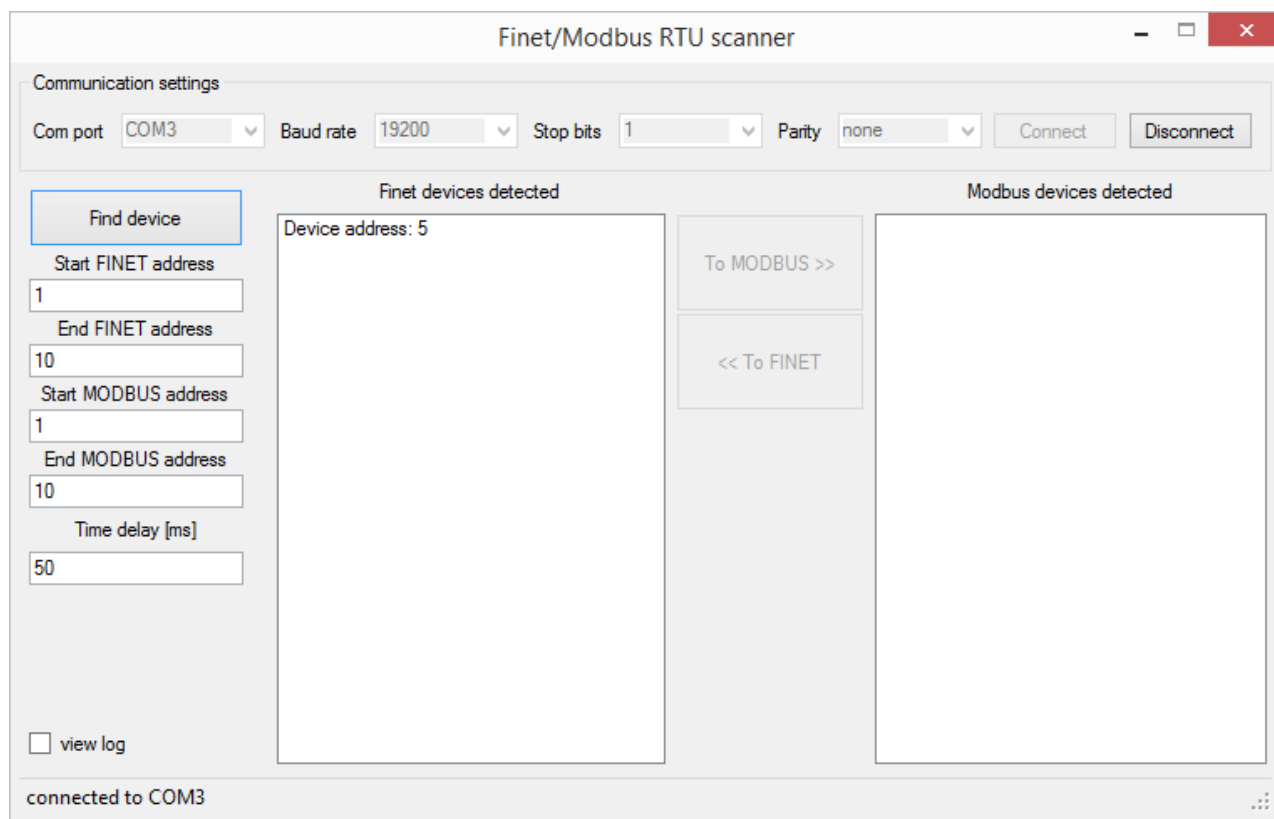 Finet/Modbus RTU scanner
Communication settings
Com port COM3 Baud rate 19200 Stop bits 1 Parity none Connect Disconnect
Find device
Start FINET address
1
End FINET address
10
Start MODBUS address
1
End MODBUS address
10
Time delay [ms]
50
view log
Finet devices detected
Device address: 5
To MODBUS >>
<< To FINET
Modbus devices detected
connected to COM3